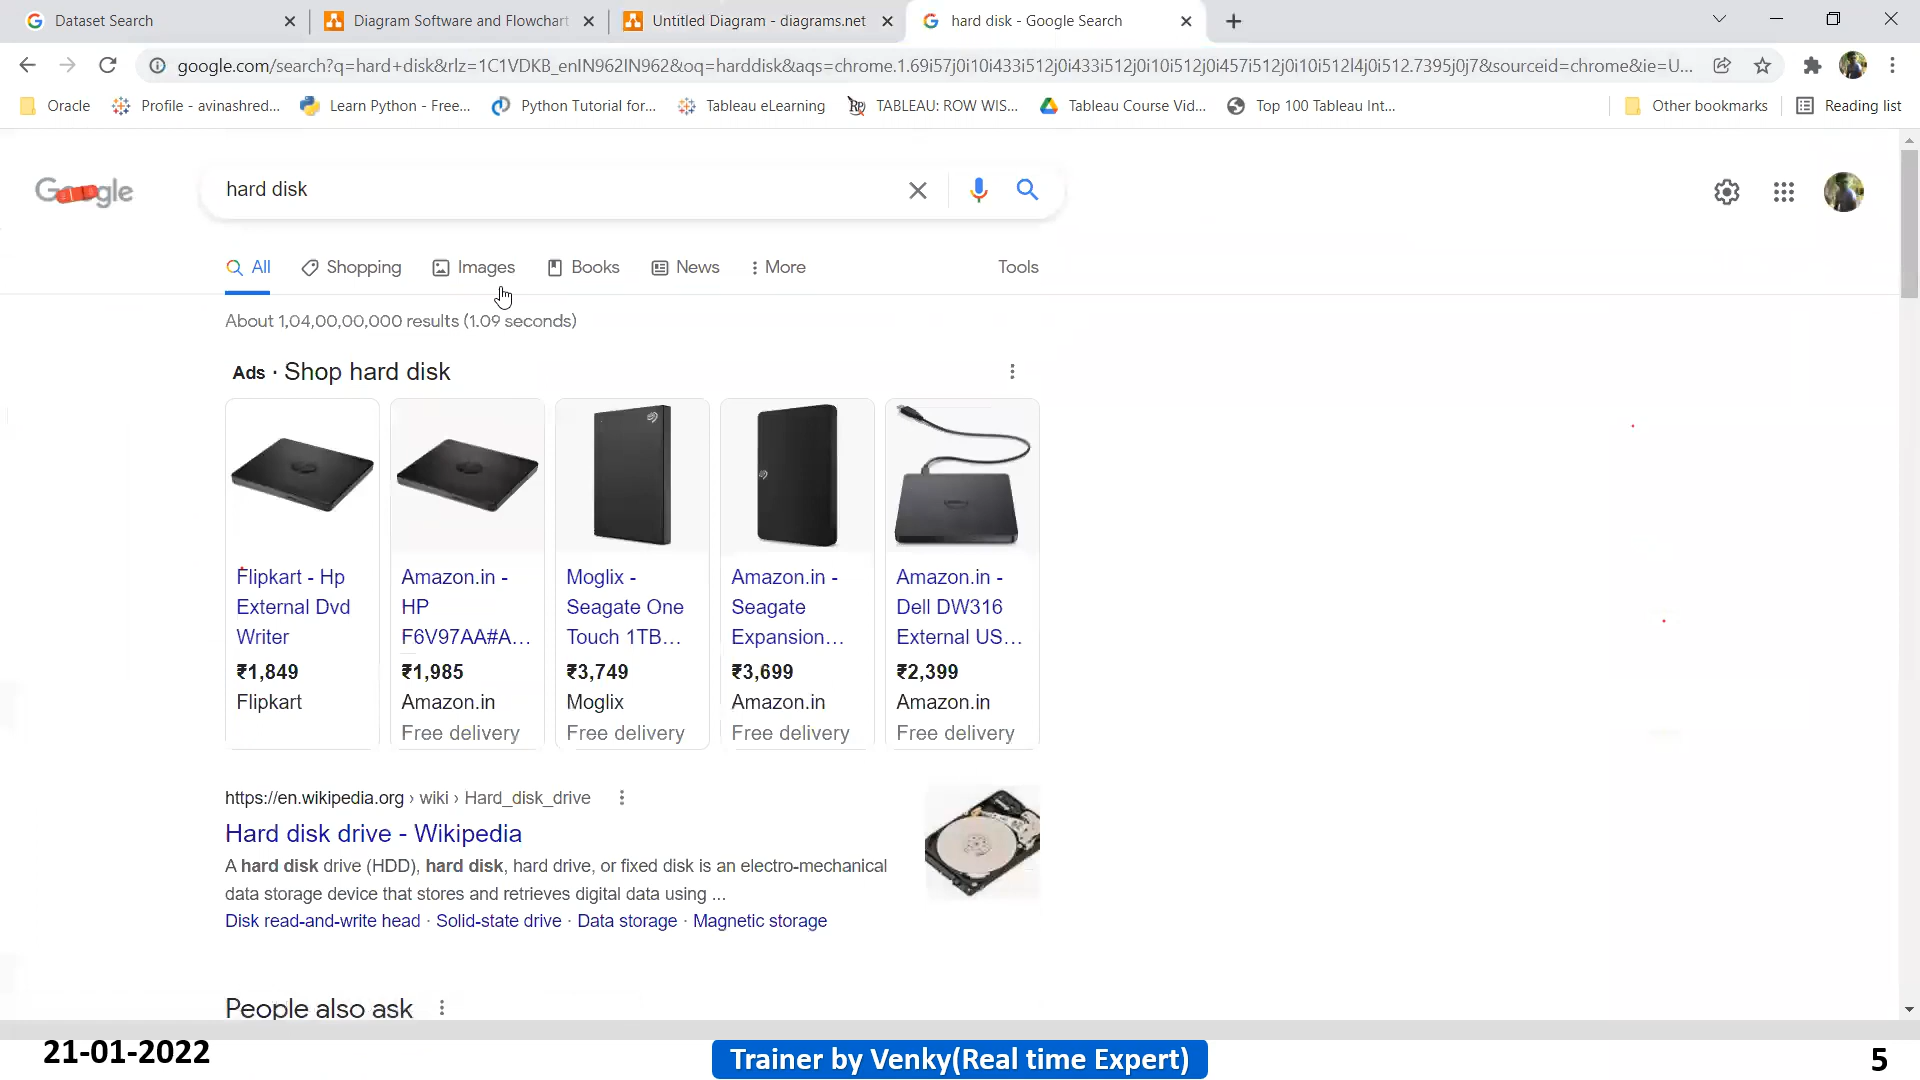 Dataset Search
Diagram Software and Flowchart
Untitled Diagram - diagrams.net
hard disk - Google Search
google.com/search?q=hard+disk&rlz=1C1VDKB_enIN962IN962&oq=harddisk&aqs=chrome.1.69i57j0i10i433i512j0i433i512j0i10i512j0i457i512j0i10i512l4j0i512.7395j0j7&sourceid=chrome&ie=U...
Oracle
Profile - avinashred...
Learn Python - Free...
Python Tutorial for...
Tableau eLearning
TABLEAU: ROW WIS...
Tableau Course Vid...
Top 100 Tableau Int...
Other bookmarks
Reading list
Google
hard disk
All
Shopping
Images
Books
News
More
Tools
About 1,04,00,00,000 results (1.09 seconds)
Ads · Shop hard disk
Flipkart - Hp
External Dvd
Writer
₹1,849
Flipkart
Amazon.in -
HP
F6V97AA#A...
₹1,985
Amazon.in
Free delivery
Moglix -
Seagate One
Touch 1TB...
₹3,749
Moglix
Free delivery
Amazon.in -
Seagate
Expansion...
₹3,699
Amazon.in
Free delivery
Amazon.in -
Dell DW316
External US...
₹2,399
Amazon.in
Free delivery
https://en.wikipedia.org › wiki › Hard_disk_drive
Hard disk drive - Wikipedia
A hard disk drive (HDD), hard disk, hard drive, or fixed disk is an electro-mechanical
data storage device that stores and retrieves digital data using ...
Disk read-and-write head · Solid-state drive · Data storage · Magnetic storage
People also ask
21-01-2022
Trainer by Venky(Real time Expert)
5